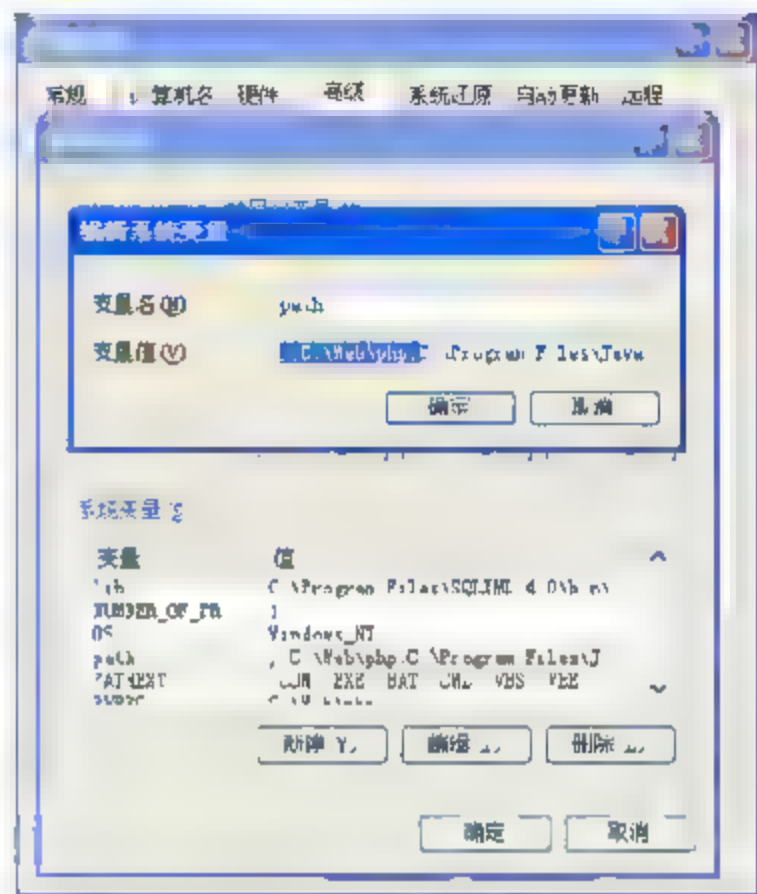 常规 计算机名 硬件 高级 系统还原 自动更新 远程
编辑系统变量
变量名(N) path
变量值(V) C:\Web\php;C:\Program Files\Java
确定 取消
系统变量 S
变量 值
lib C:\Program Files\SQLXML 4.0\bin\
NUMBER_OF_PR 1
OS Windows_NT
path ;C:\Web\php;C:\Program Files\J
PATHEXT .COM .EXE .BAT .CMD .VBS .VBE
新建 编辑 删除
确定 取消